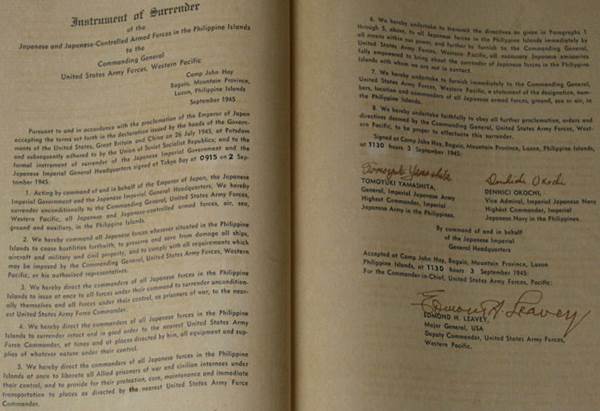 Instrument of Surrender
of the
Japanese and Japanese-Controlled Armed Forces in the Philippine Islands
to the
Commanding General
United States Army Forces, Western Pacific
Camp John Hay
Baguio, Mountain Province,
Luzon, Philippine Islands
September 1945
Pursuant to and in accordance with the proclamation of the Emperor of Japan
accepting the terms set forth in the declaration issued by the heads of the Govern-
ments of the United States, Great Britain and China on 26 July 1945, at Potsdam
and subsequently adhered to by the Union of Soviet Socialist Republics; and to the
formal instrument of surrender of the Japanese Imperial Government and the
Japanese Imperial General Headquarters signed at Tokyo Bay at 0915 on 2 Sep-
tember 1945:
1. Acting by command of and in behalf of the Emperor of Japan, the Japanese
Imperial Government and the Japanese Imperial General Headquarters, We hereby
surrender unconditionally to the Commanding General, United States Army Forces,
Western Pacific, all Japanese and Japanese-controlled armed forces, air, sea,
ground and auxiliary, in the Philippine Islands.
2. We hereby command all Japanese forces wherever situated in the Philippine
Islands to cease hostilities forthwith, to preserve and save from damage all ships,
aircraft and military and civil property, and to comply with all requirements which
may be imposed by the Commanding General, United States Army Forces, Western
Pacific, or his authorized representatives.
3. We hereby direct the commanders of all Japanese forces in the Philippine
Islands to issue at once to all forces under their command to surrender uncondition-
ally themselves and all forces under their control, as prisoners of war, to the near-
est United States Army Force Commander.
4. We hereby direct the commanders of all Japanese forces in the Philippine
Islands to surrender intact and in good order to the nearest United States Army
Force Commander, at times and at places directed by him, all equipment and sup-
plies of whatever nature under their control.
5. We hereby direct the commanders of all Japanese forces in the Philippine
Islands at once to liberate all Allied prisoners of war and civilian internees under
their control, and to provide for their protection, care, maintenance and immediate
transportation to places as directed by the nearest United States Army Force
Commander.
6. We hereby undertake to transmit the directives as given in Paragraphs 1
through 5, above, to all Japanese forces in the Philippine Islands immediately by
all means within our power, and further to furnish to the Commanding General,
United States Army Forces, Western Pacific, all necessary Japanese emissaries
fully empowered to bring about the surrender of Japanese forces in the Philippine
Islands with whom we are not in contact.
7. We hereby undertake to furnish immediately to the Commanding General,
United States Army Forces, Western Pacific, a statement of the designation, num-
bers, location and commanders of all Japanese armed forces, ground, sea or air, in
the Philippine Islands.
8. We hereby undertake faithfully to obey all further proclamation, orders and
directives deemed by the Commanding General, United States Armed Forces, West-
ern Pacific, to be proper to effectuate this surrender.
Signed at Camp John Hay, Baguio, Mountain Province, Luzon, Philippine Islands,
at 1130 hours 3 September 1945:
Tomoyuki Yamashita Denhici Okochi
TOMOYUKI YAMASHITA, DENHICI OKOCHI,
General, Imperial Japanese Army Vice Admiral, Imperial Japanese Navy
Highest Commander, Imperial Highest Commander, Imperial
Japanese Army in the Philippines. Japanese Navy in the Philippines.
By command of and in behalf
of the Japanese Imperial
General Headquarters
Accepted at Camp John Hay, Baguio, Mountain Province, Luzon
Philippine Islands, at 1130 hours 3 September 1945:
For the Commander-in-Chief, United States Army Forces, Pacific:
Edmond H. Leavey
EDMOND H. LEAVEY,
Major General, USA
Deputy Commander, United States Army Forces,
Western Pacific.